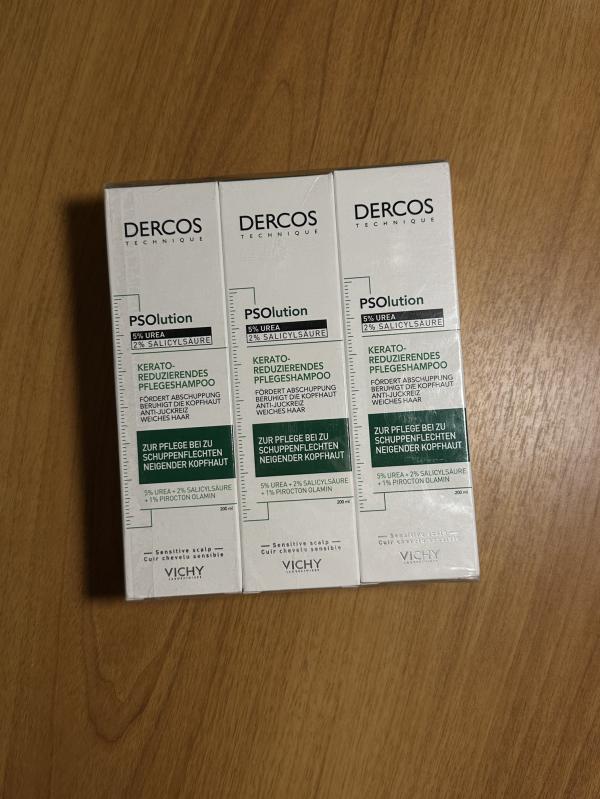 DERCOS
TECHNIQUE
PSOlution
5% UREA
2% SALICYLSÄURE
KERATO-
REDUZIERENDES
PFLEGESHAMPOO
FÖRDERT ABSCHUPPUNG
BERUHIGT DIE KOPFHAUT
ANTI-JUCKREIZ
WEICHES HAAR
ZUR PFLEGE BEI ZU
SCHUPPENFLECHTEN
NEIGENDER KOPFHAUT
5% UREA + 2% SALICYLSÄURE
+ 1% PIROCTON OLAMIN
200 ml
Sensitive scalp
Cuir chevelu sensible
VICHY
LABORATOIRES
DERCOS
TECHNIQUE
PSOlution
5% UREA
2% SALICYLSÄURE
KERATO-
REDUZIERENDES
PFLEGESHAMPOO
FÖRDERT ABSCHUPPUNG
BERUHIGT DIE KOPFHAUT
ANTI-JUCKREIZ
WEICHES HAAR
ZUR PFLEGE BEI ZU
SCHUPPENFLECHTEN
NEIGENDER KOPFHAUT
5% UREA + 2% SALICYLSÄURE
+ 1% PIROCTON OLAMIN
200 ml
Sensitive scalp
Cuir chevelu sensible
VICHY
LABORATOIRES
DERCOS
TECHNIQUE
PSOlution
5% UREA
2% SALICYLSÄURE
KERATO-
REDUZIERENDES
PFLEGESHAMPOO
FÖRDERT ABSCHUPPUNG
BERUHIGT DIE KOPFHAUT
ANTI-JUCKREIZ
WEICHES HAAR
ZUR PFLEGE BEI ZU
SCHUPPENFLECHTEN
NEIGENDER KOPFHAUT
5% UREA + 2% SALICYLSÄURE
+ 1% PIROCTON OLAMIN
200 ml
Sensitive scalp
Cuir chevelu sensible
VICHY
LABORATOIRES